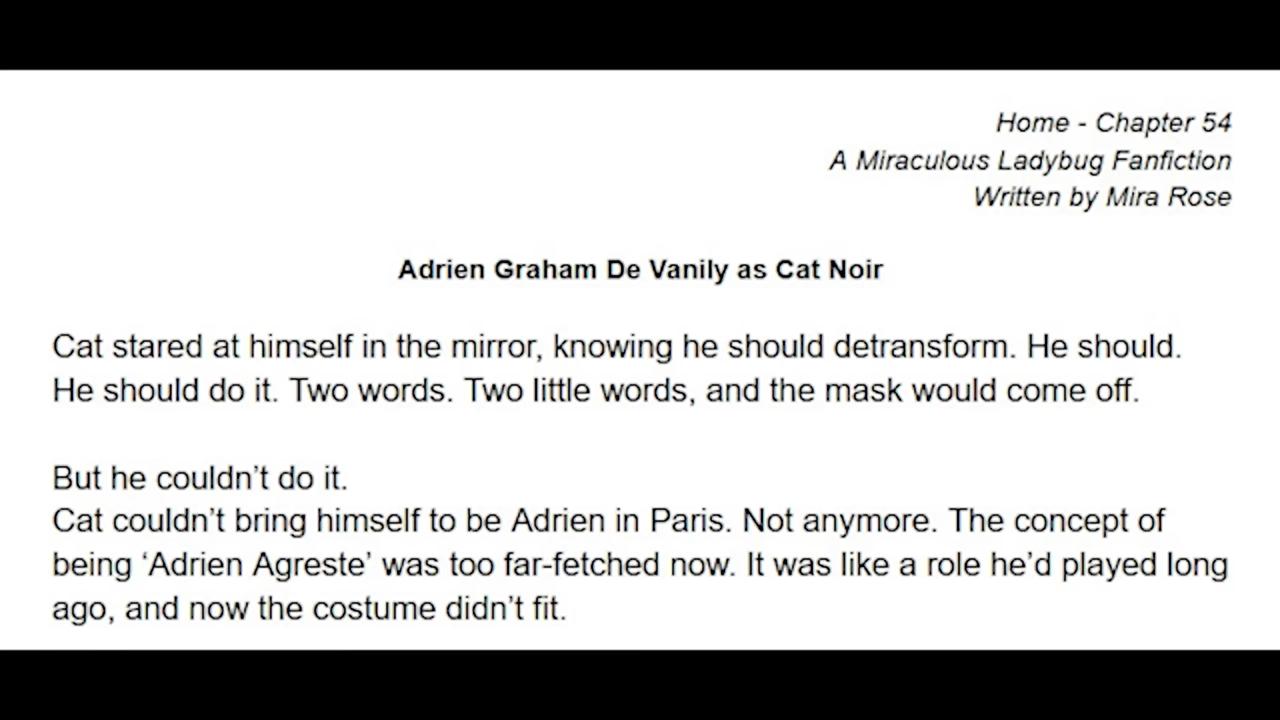 Home - Chapter 54
A Miraculous Ladybug Fanfiction
Written by Mira Rose
Adrien Graham De Vanily as Cat Noir
Cat stared at himself in the mirror, knowing he should detransform. He should.
He should do it. Two words. Two little words, and the mask would come off.
But he couldn’t do it.
Cat couldn’t bring himself to be Adrien in Paris. Not anymore. The concept of
being ‘Adrien Agreste’ was too far-fetched now. It was like a role he’d played long
ago, and now the costume didn’t fit.